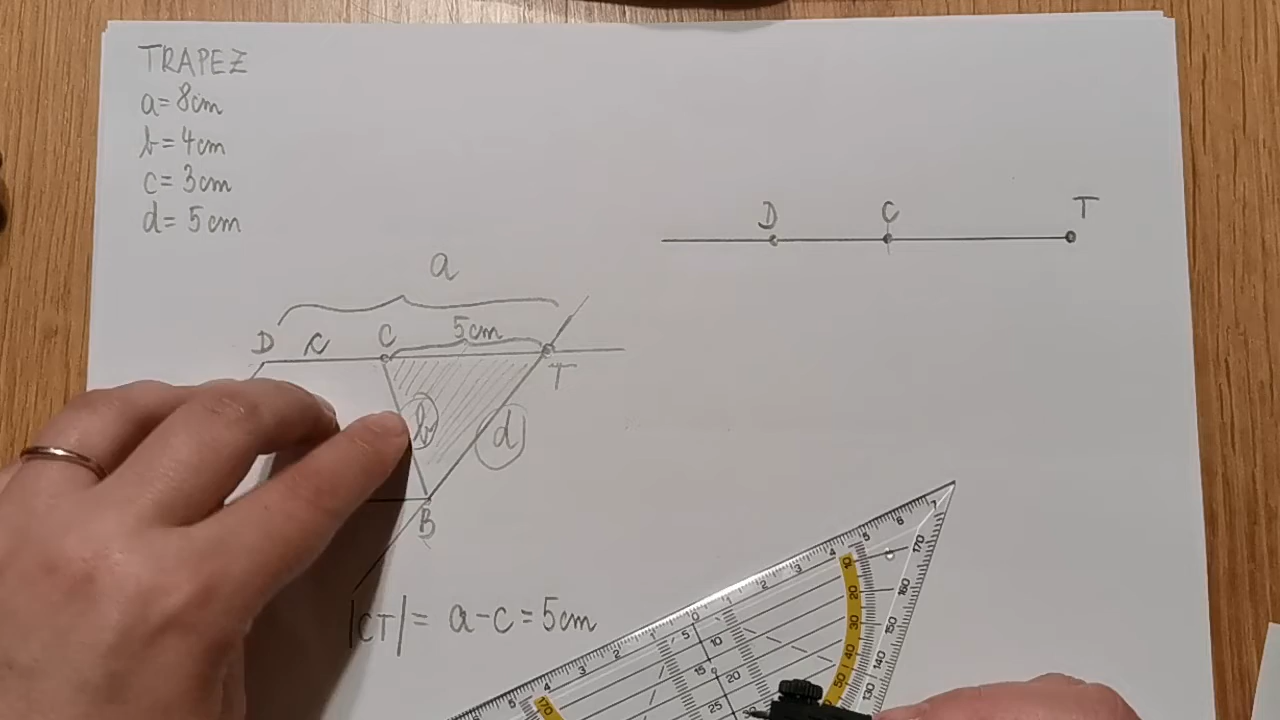 TRAPEZ
a = 8cm
b = 4cm
c = 3cm
d = 5cm
D C T
a
D c C 5cm
T
b d
B
|CT| = a-c = 5cm